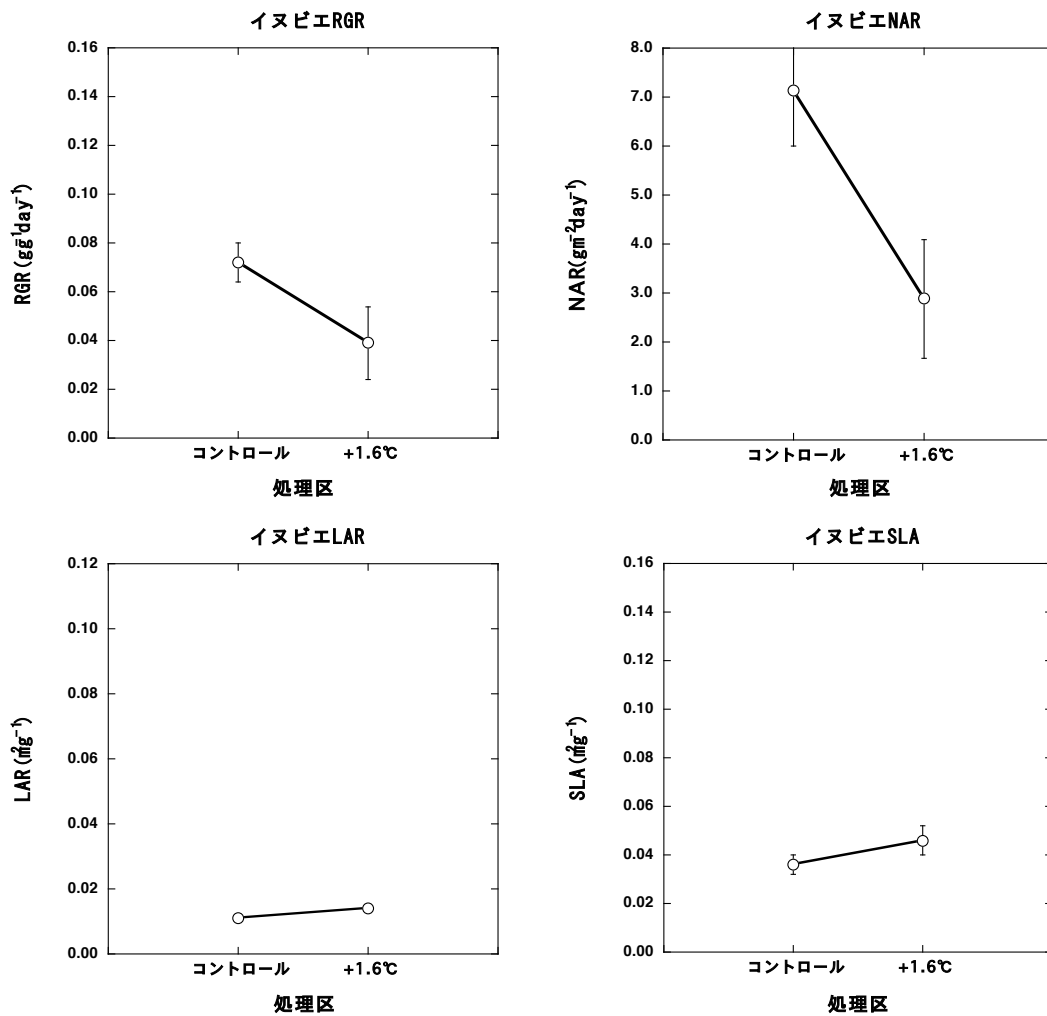 イヌビエRGR
0.16
0.14
0.12
0.10
0.08
0.06
0.04
0.02
0.00
RGR(gg⁻¹day⁻¹)
コントロール +1.6℃
処理区
イヌビエNAR
8.0
7.0
6.0
5.0
4.0
3.0
2.0
1.0
0.0
NAR(gm⁻²day⁻¹)
コントロール +1.6℃
処理区
イヌビエLAR
0.12
0.10
0.08
0.06
0.04
0.02
0.00
LAR(m²g⁻¹)
コントロール +1.6℃
処理区
イヌビエSLA
0.16
0.14
0.12
0.10
0.08
0.06
0.04
0.02
0.00
SLA(m²g⁻¹)
コントロール +1.6℃
処理区